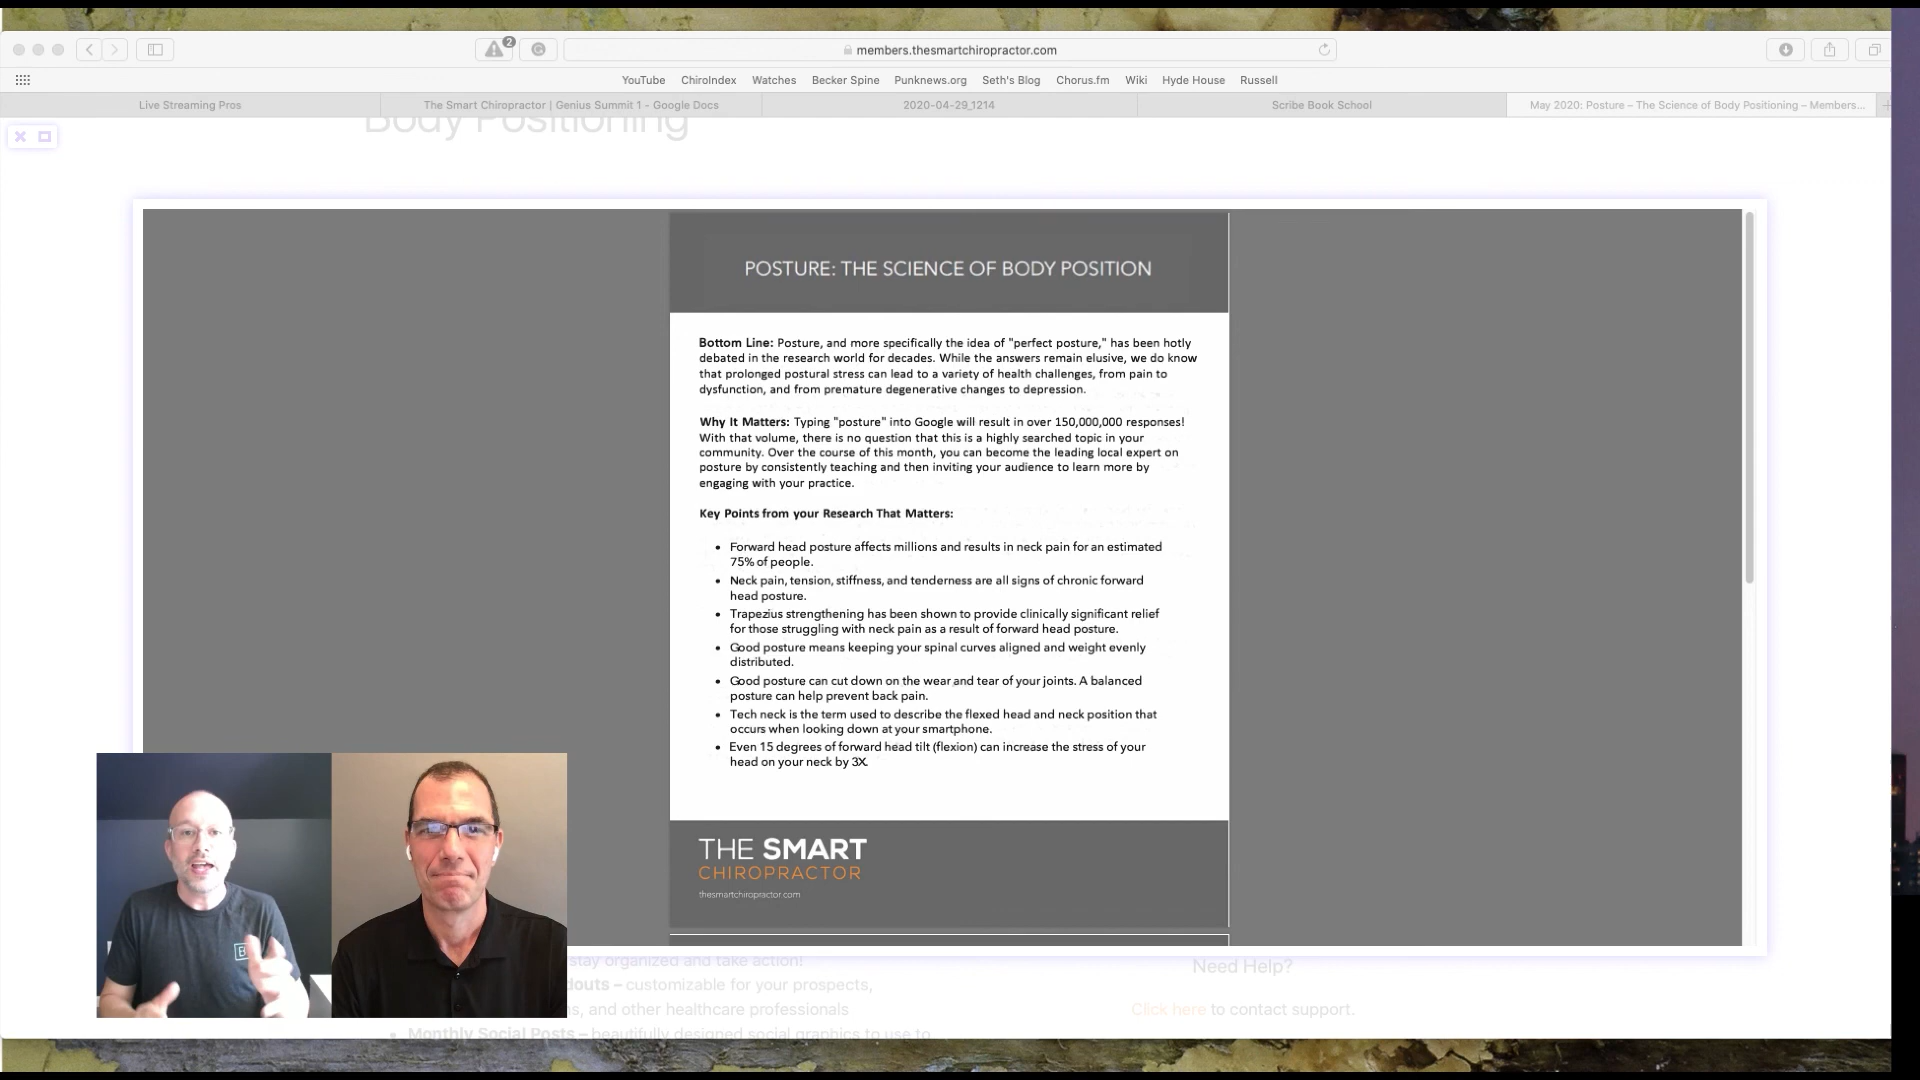 2
members.thesmartchiropractor.com
YouTube ChiroIndex Watches Becker Spine Punknews.org Seth's Blog Chorus.fm Wiki Hyde House Russell
Live Streaming Pros The Smart Chiropractor | Genius Summit 1 - Google Docs 2020-04-29_1214 Scribe Book School May 2020: Posture – The Science of Body Positioning – Members...
Body Positioning
POSTURE: THE SCIENCE OF BODY POSITION
Bottom Line: Posture, and more specifically the idea of "perfect posture," has been hotly
debated in the research world for decades. While the answers remain elusive, we do know
that prolonged postural stress can lead to a variety of health challenges, from pain to
dysfunction, and from premature degenerative changes to depression.
Why It Matters: Typing "posture" into Google will result in over 150,000,000 responses!
With that volume, there is no question that this is a highly searched topic in your
community. Over the course of this month, you can become the leading local expert on
posture by consistently teaching and then inviting your audience to learn more by
engaging with your practice.
Key Points from your Research That Matters:
• Forward head posture affects millions and results in neck pain for an estimated
75% of people.
• Neck pain, tension, stiffness, and tenderness are all signs of chronic forward
head posture.
• Trapezius strengthening has been shown to provide clinically significant relief
for those struggling with neck pain as a result of forward head posture.
• Good posture means keeping your spinal curves aligned and weight evenly
distributed.
• Good posture can cut down on the wear and tear of your joints. A balanced
posture can help prevent back pain.
• Tech neck is the term used to describe the flexed head and neck position that
occurs when looking down at your smartphone.
• Even 15 degrees of forward head tilt (flexion) can increase the stress of your
head on your neck by 3X.
THE SMART
CHIROPRACTOR
thesmartchiropractor.com
stay organized and take action!
douts – customizable for your prospects,
s, and other healthcare professionals
• Monthly Social Posts – beautifully designed social graphics to use to
Need Help?
Click here to contact support.